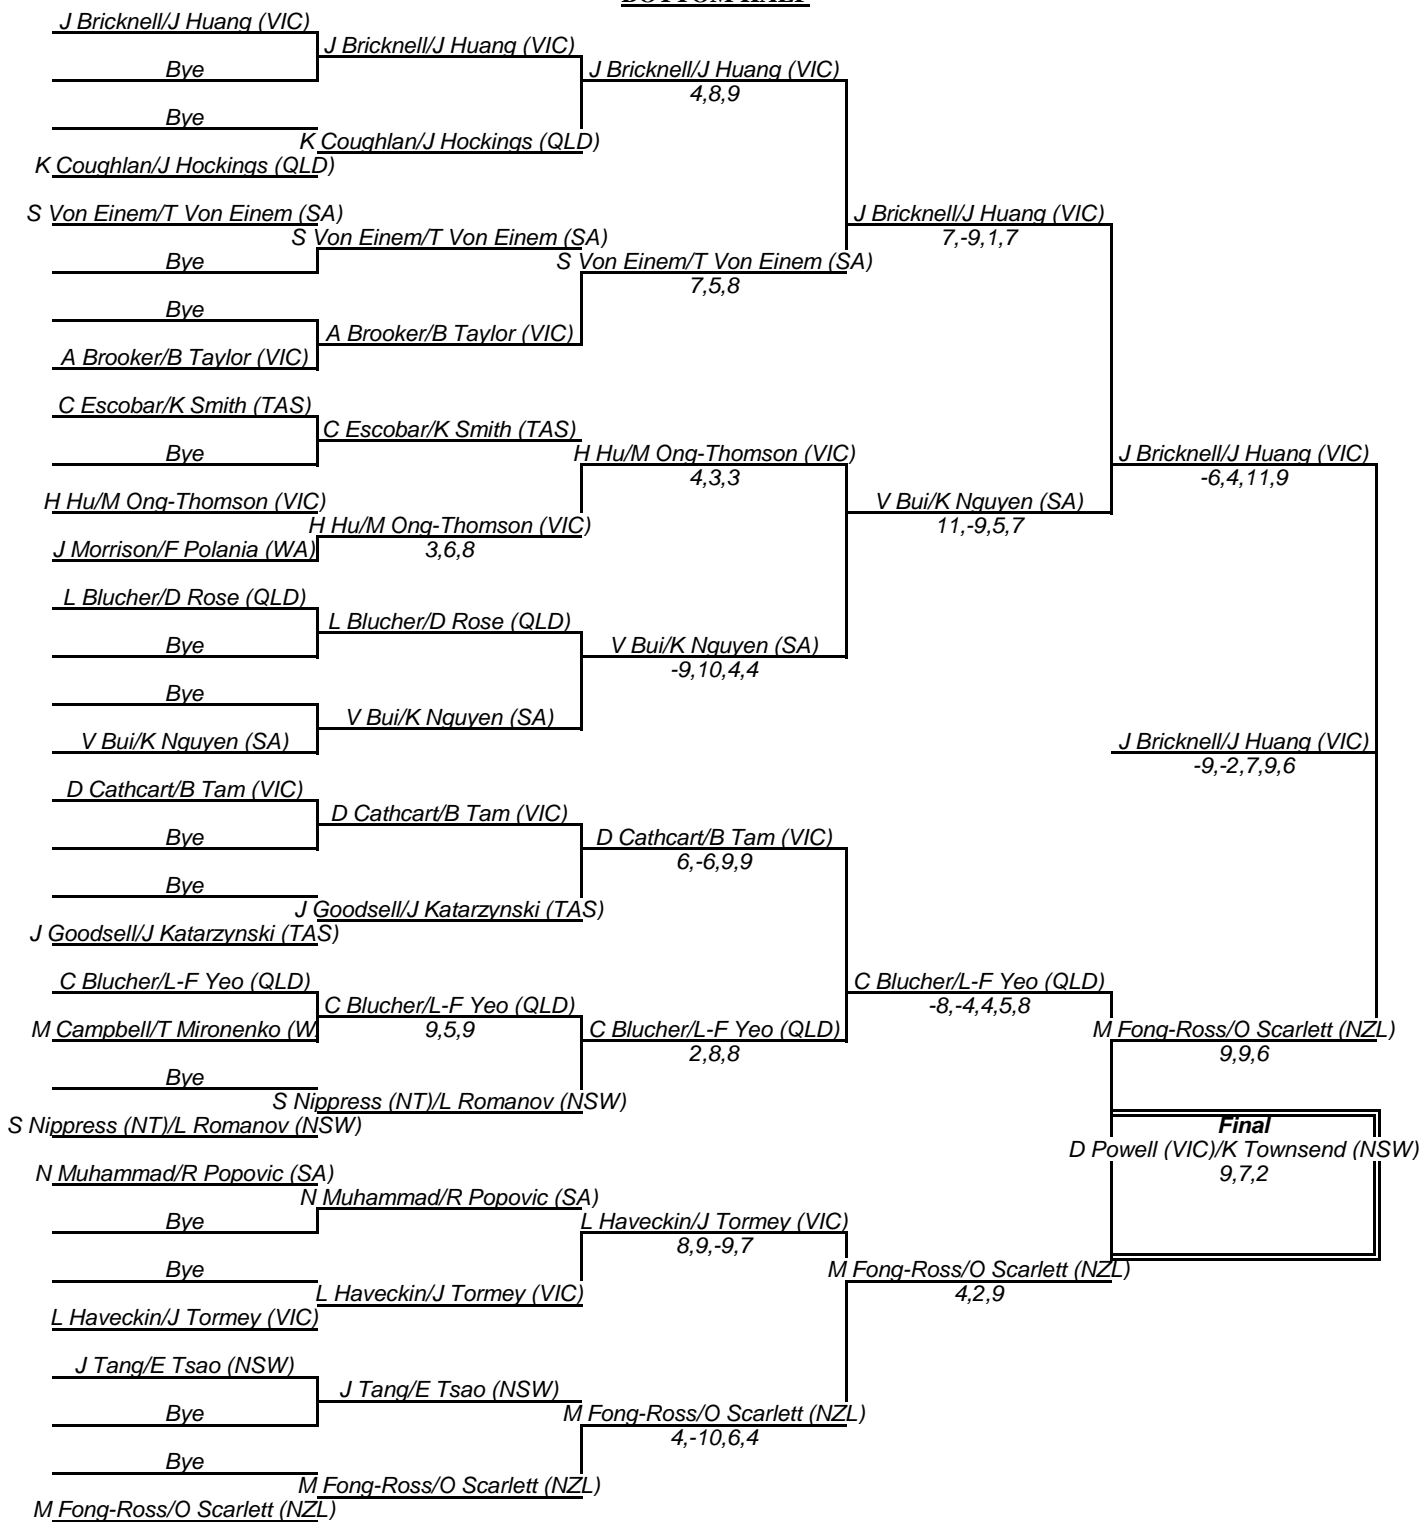 BOTTOM HALF
J Bricknell/J Huang (VIC)
J Bricknell/J Huang (VIC)
Bye
J Bricknell/J Huang (VIC)
4,8,9
Bye
K Coughlan/J Hockings (QLD)
K Coughlan/J Hockings (QLD)
S Von Einem/T Von Einem (SA)
J Bricknell/J Huang (VIC)
7,-9,1,7
S Von Einem/T Von Einem (SA)
Bye
S Von Einem/T Von Einem (SA)
7,5,8
Bye
A Brooker/B Taylor (VIC)
A Brooker/B Taylor (VIC)
C Escobar/K Smith (TAS)
C Escobar/K Smith (TAS)
Bye
H Hu/M Ong-Thomson (VIC)
J Bricknell/J Huang (VIC)
4,3,3
-6,4,11,9
H Hu/M Ong-Thomson (VIC)
V Bui/K Nguyen (SA)
H Hu/M Ong-Thomson (VIC)
11,-9,5,7
J Morrison/F Polania (WA)
3,6,8
L Blucher/D Rose (QLD)
L Blucher/D Rose (QLD)
Bye
V Bui/K Nguyen (SA)
-9,10,4,4
Bye
V Bui/K Nguyen (SA)
V Bui/K Nguyen (SA)
J Bricknell/J Huang (VIC)
-9,-2,7,9,6
D Cathcart/B Tam (VIC)
D Cathcart/B Tam (VIC)
Bye
D Cathcart/B Tam (VIC)
6,-6,9,9
Bye
J Goodsell/J Katarzynski (TAS)
J Goodsell/J Katarzynski (TAS)
C Blucher/L-F Yeo (QLD)
C Blucher/L-F Yeo (QLD)
-8,-4,4,5,8
C Blucher/L-F Yeo (QLD)
M Campbell/T Mironenko (W
9,5,9
C Blucher/L-F Yeo (QLD)
M Fong-Ross/O Scarlett (NZL)
2,8,8
9,9,6
Bye
S Nippress (NT)/L Romanov (NSW)
S Nippress (NT)/L Romanov (NSW)
Final
D Powell (VIC)/K Townsend (NSW)
9,7,2
N Muhammad/R Popovic (SA)
N Muhammad/R Popovic (SA)
Bye
L Haveckin/J Tormey (VIC)
8,9,-9,7
Bye
M Fong-Ross/O Scarlett (NZL)
L Haveckin/J Tormey (VIC)
4,2,9
L Haveckin/J Tormey (VIC)
J Tang/E Tsao (NSW)
J Tang/E Tsao (NSW)
Bye
M Fong-Ross/O Scarlett (NZL)
4,-10,6,4
Bye
M Fong-Ross/O Scarlett (NZL)
M Fong-Ross/O Scarlett (NZL)